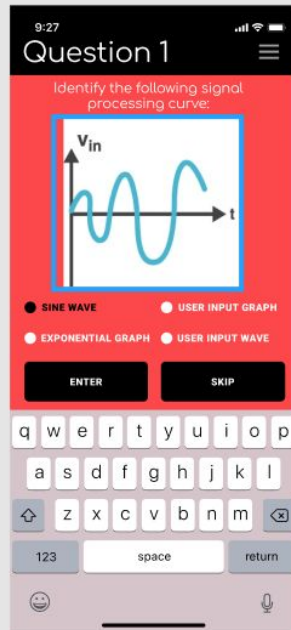 9:27
Question 1
Identify the following signal
processing curve:
Vin
t
SINE WAVE
USER INPUT GRAPH
EXPONENTIAL GRAPH
USER INPUT WAVE
ENTER
SKIP
q w e r t y u i o p
a s d f g h j k l
z x c v b n m
123 space return